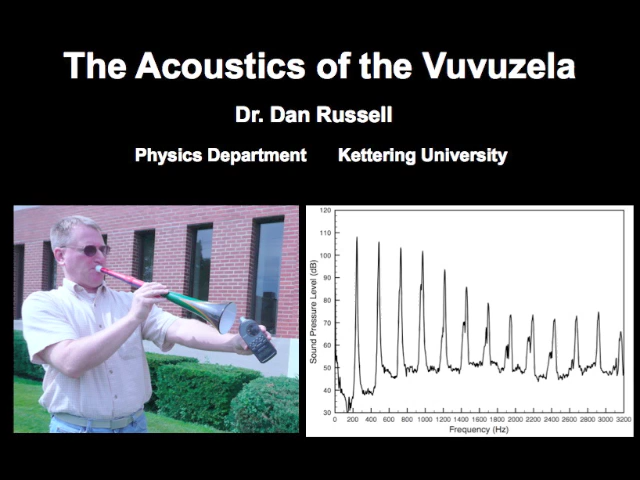 The Acoustics of the Vuvuzela
Dr. Dan Russell
Physics Department Kettering University
120
110
100
90
80
70
60
50
40
30
Sound Pressure Level (dB)
0 200 400 600 800 1000 1200 1400 1600 1800 2000 2200 2400 2600 2800 3000 3200
Frequency (Hz)